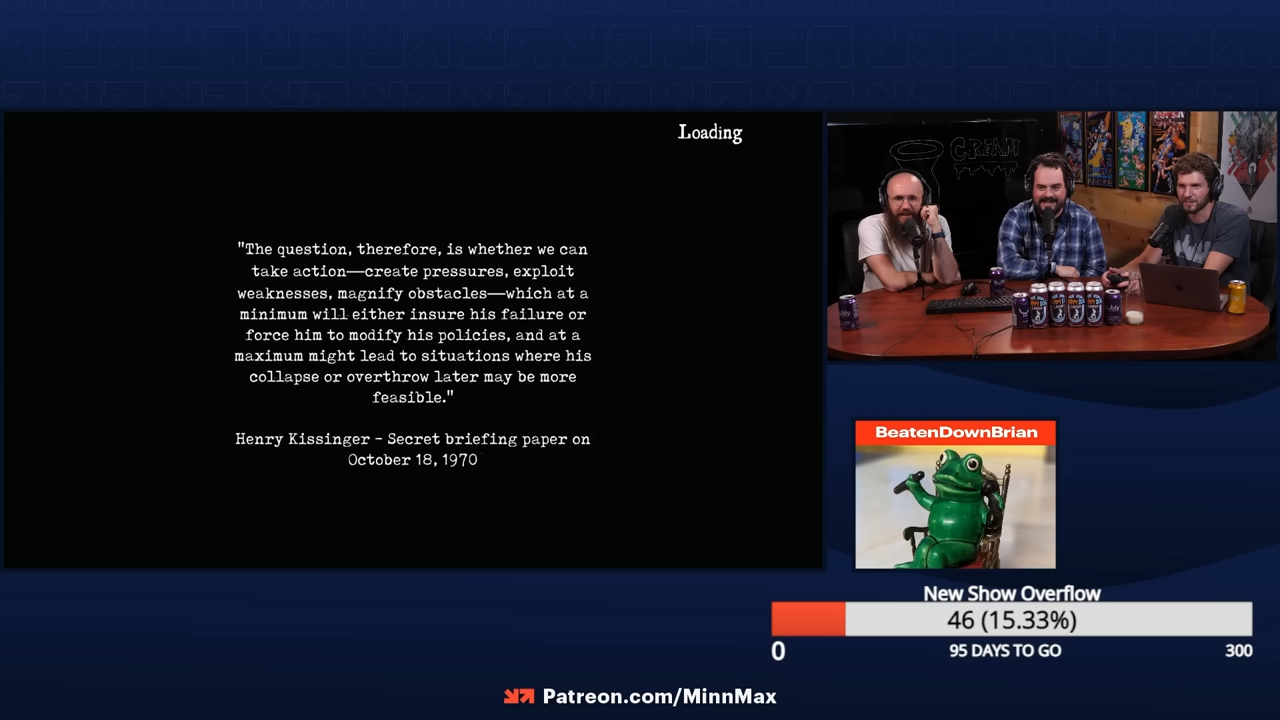 Loading
"The question, therefore, is whether we can
take action—create pressures, exploit
weaknesses, magnify obstacles—which at a
minimum will either insure his failure or
force him to modify his policies, and at a
maximum might lead to situations where his
collapse or overthrow later may be more
feasible."
Henry Kissinger - Secret briefing paper on
October 18, 1970
CREAM
BeatenDownBrian
New Show Overflow
46 (15.33%)
0
95 DAYS TO GO
300
Patreon.com/MinnMax